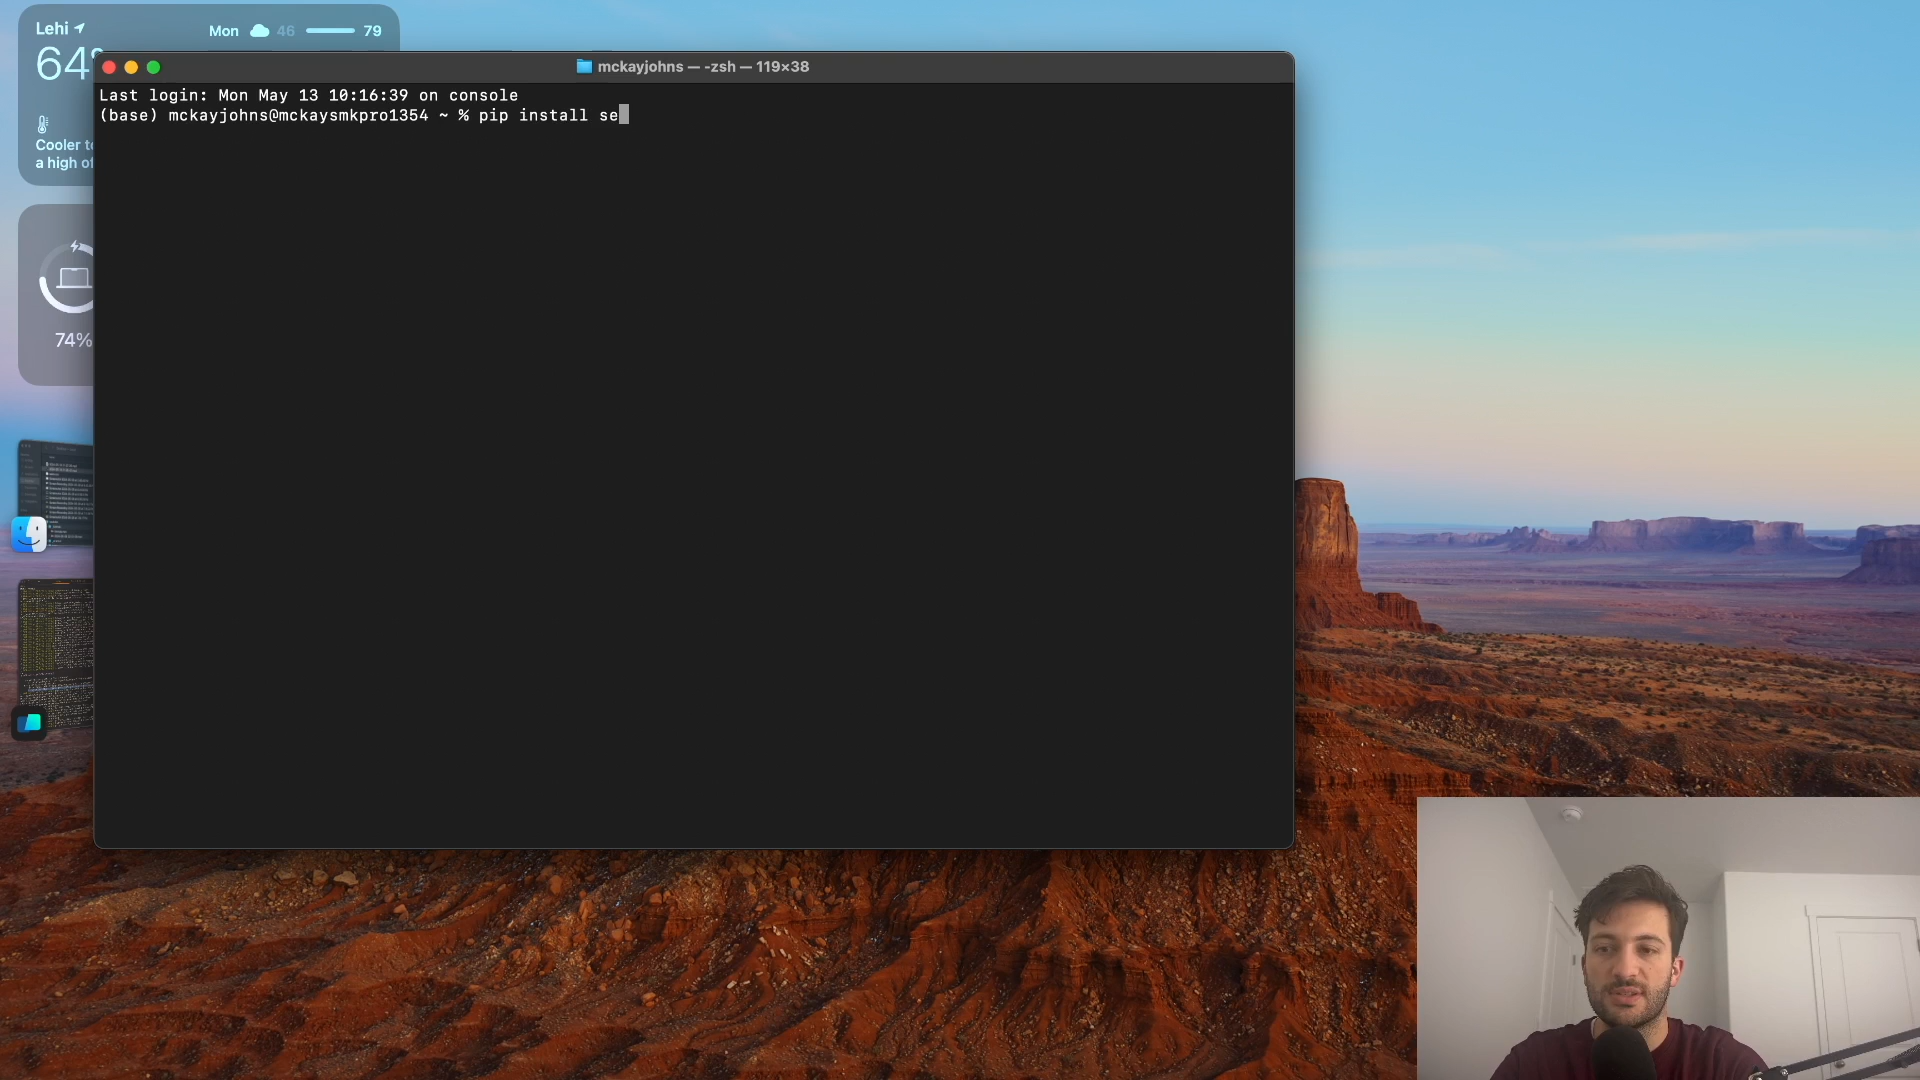 Lehi
Mon 46 79
64°
Cooler t
a high of
74%
mckayjohns — -zsh — 119×38
Last login: Mon May 13 10:16:39 on console
(base) mckayjohns@mckaysmkpro1354 ~ % pip install se